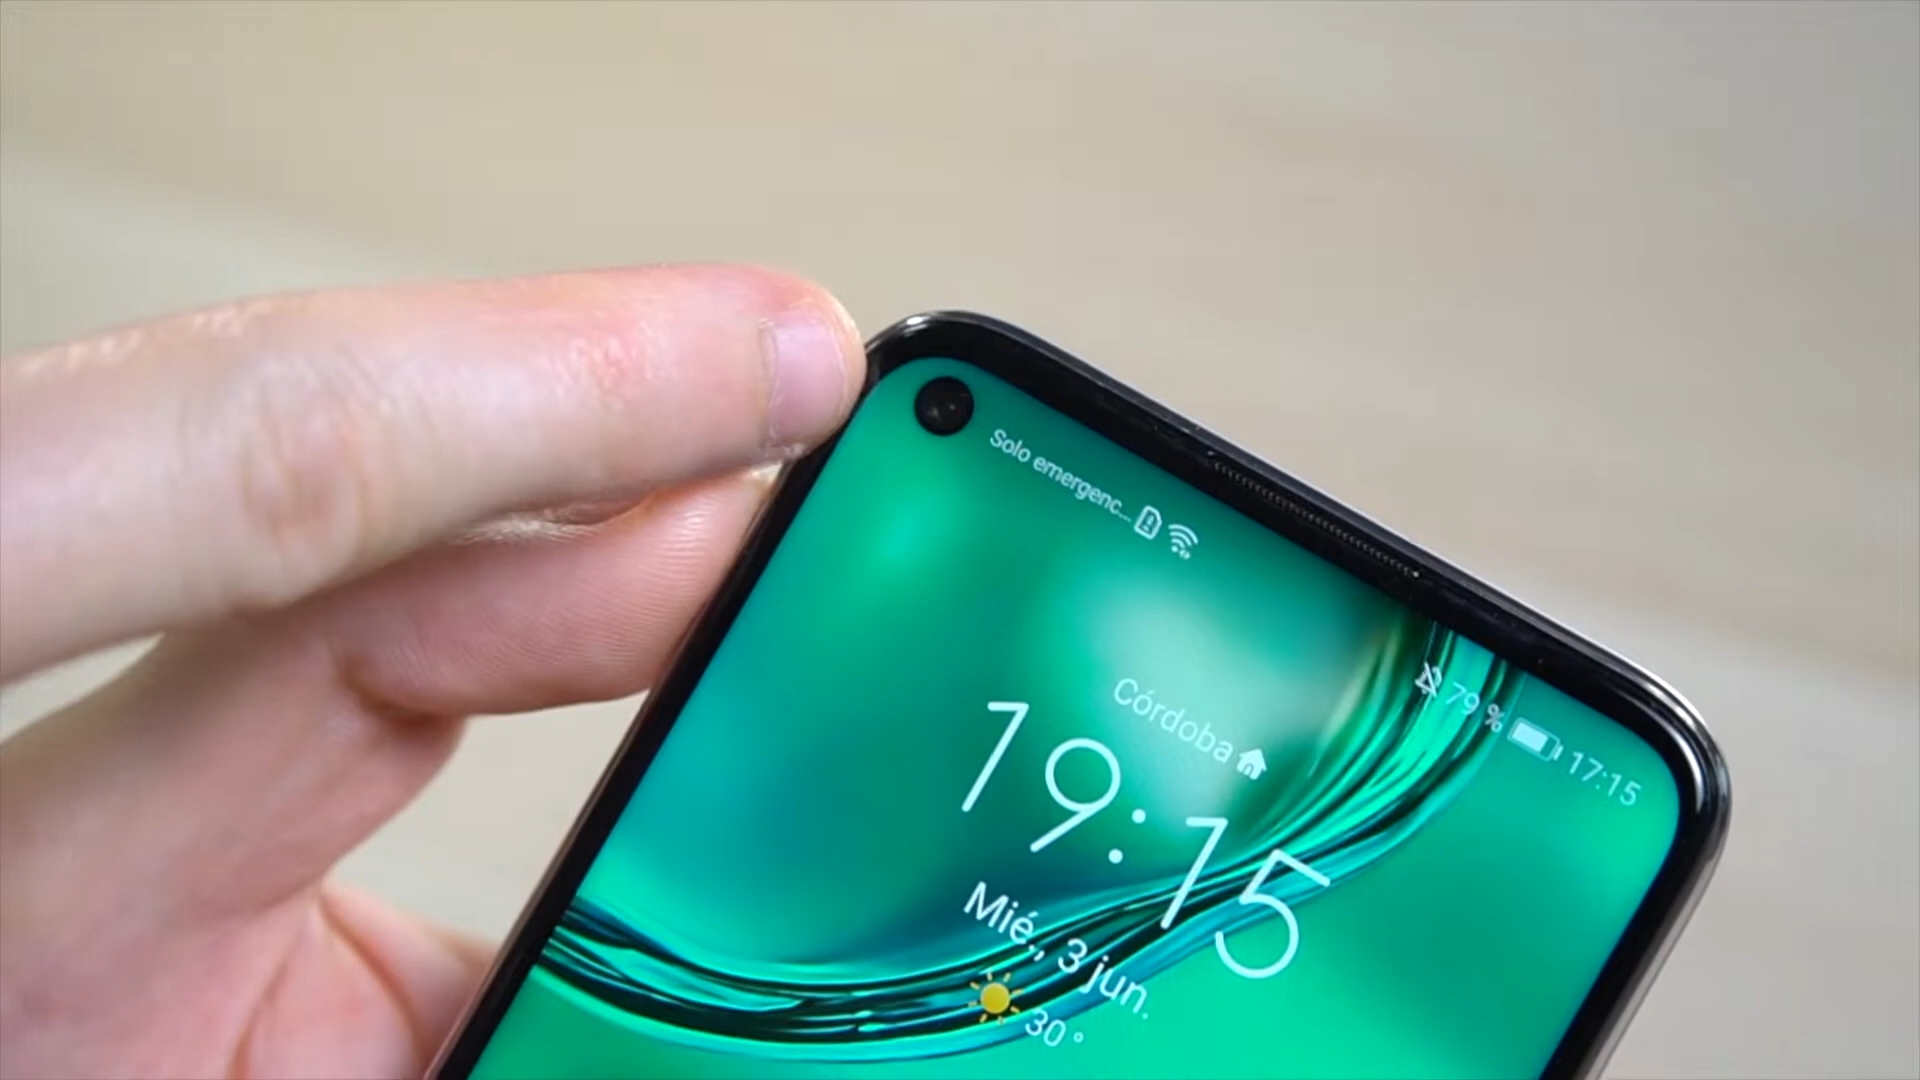 Solo emergenc...
79 % 17:15
Córdoba
19:15
Mié., 3 jun.
30°